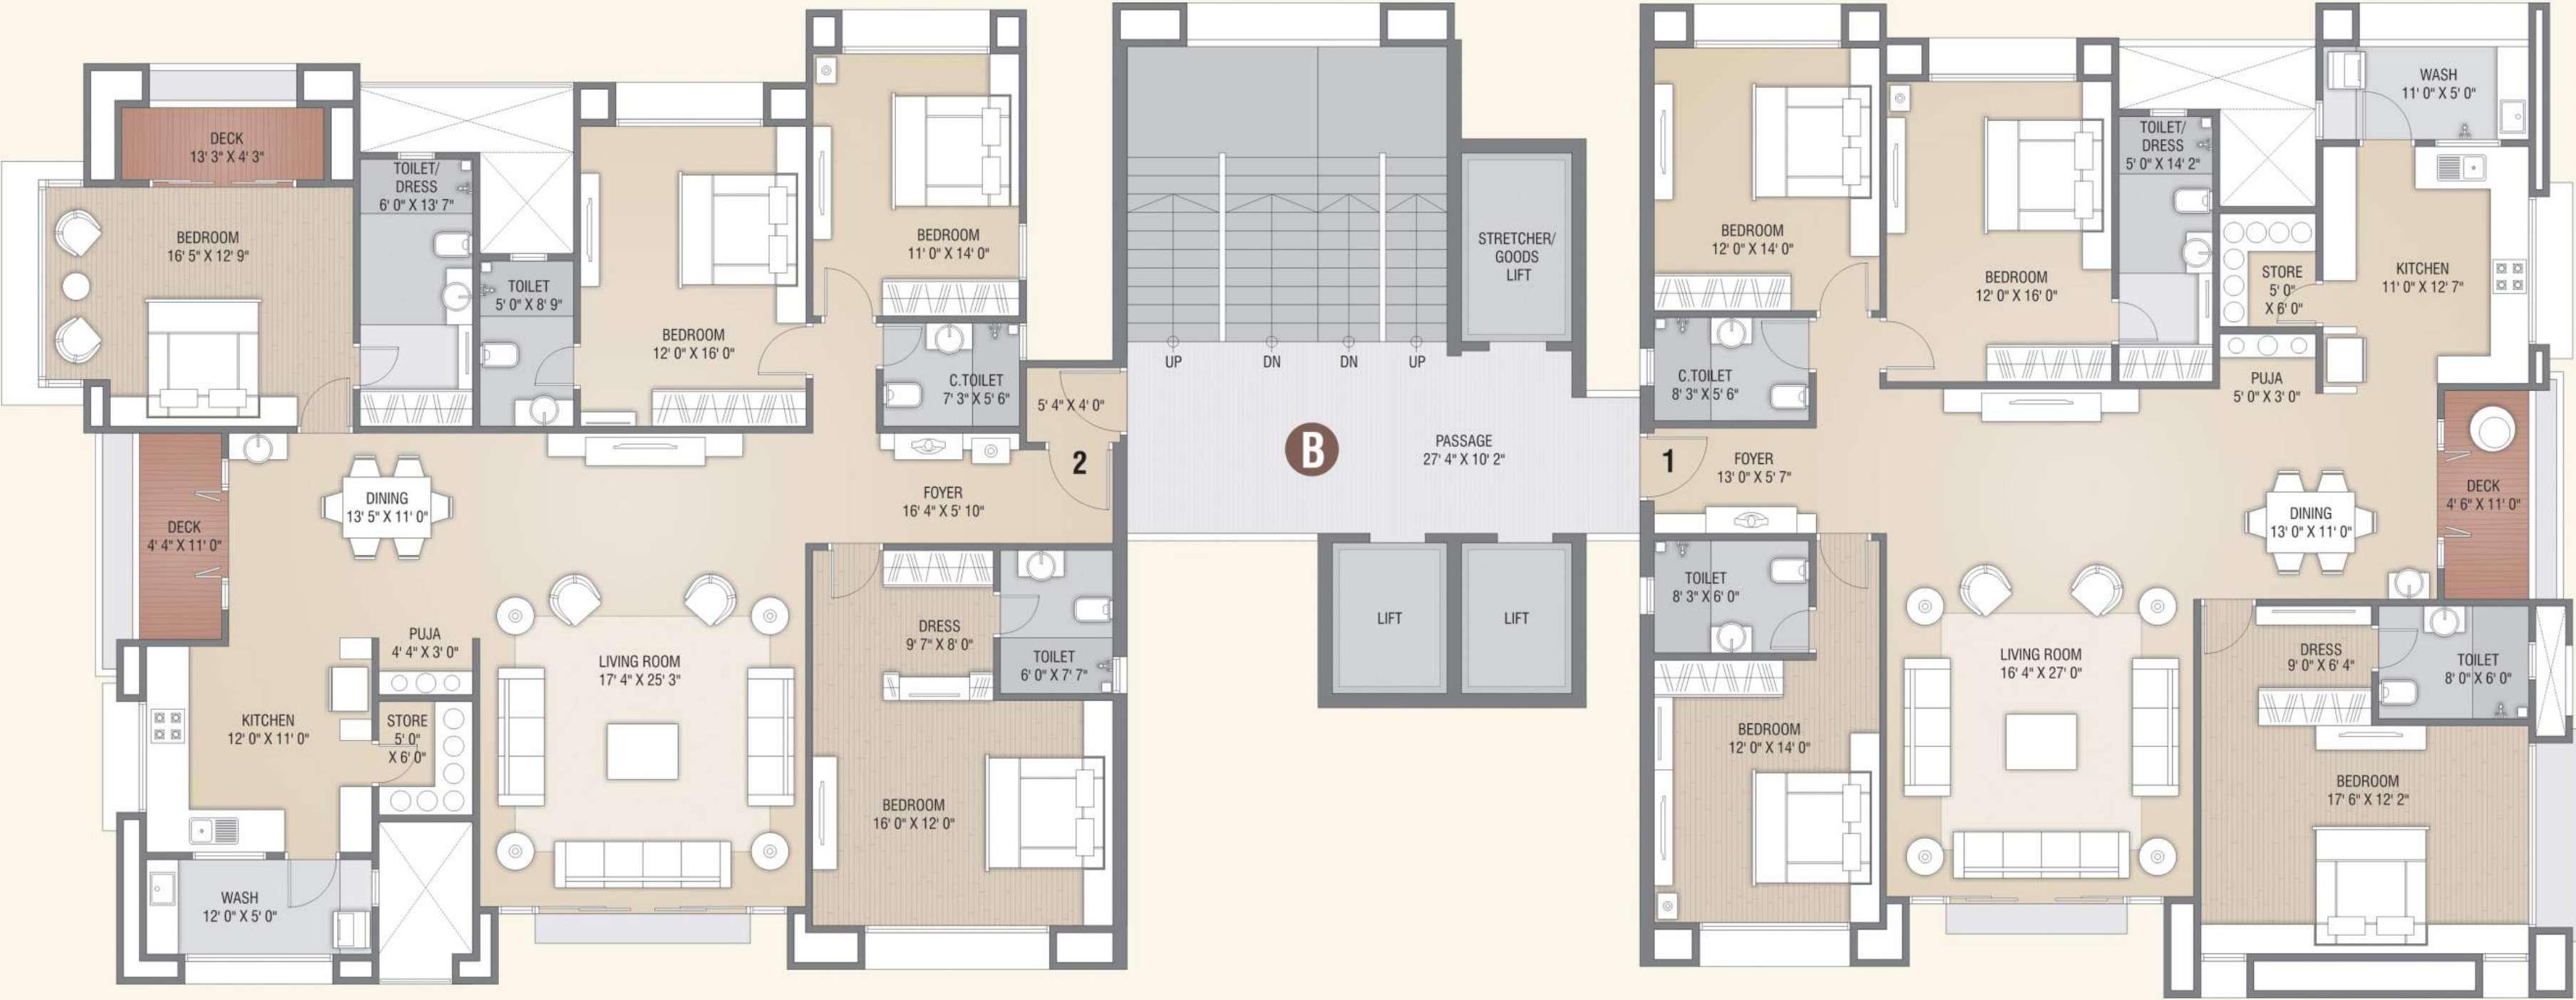 DECK
13' 3" X 4' 3"
TOILET/
DRESS
6' 0" X 13' 7"
BEDROOM
16' 5" X 12' 9"
TOILET
5' 0" X 8' 9"
BEDROOM
12' 0" X 16' 0"
BEDROOM
11' 0" X 14' 0"
C.TOILET
7' 3" X 5' 6"
5' 4" X 4' 0"
2
FOYER
16' 4" X 5' 10"
DINING
13' 5" X 11' 0"
DECK
4' 4" X 11' 0"
PUJA
4' 4" X 3' 0"
LIVING ROOM
17' 4" X 25' 3"
DRESS
9' 7" X 8' 0"
TOILET
6' 0" X 7' 7"
KITCHEN
12' 0" X 11' 0"
STORE
5' 0"
X 6' 0"
BEDROOM
16' 0" X 12' 0"
WASH
12' 0" X 5' 0"
STRETCHER/
GOODS
LIFT
UP
DN
DN
UP
B
PASSAGE
27' 4" X 10' 2"
LIFT
LIFT
BEDROOM
12' 0" X 14' 0"
BEDROOM
12' 0" X 16' 0"
TOILET/
DRESS
5' 0" X 14' 2"
WASH
11' 0" X 5' 0"
STORE
5' 0"
X 6' 0"
KITCHEN
11' 0" X 12' 7"
C.TOILET
8' 3" X 5' 6"
PUJA
5' 0" X 3' 0"
1
FOYER
13' 0" X 5' 7"
DINING
13' 0" X 11' 0"
DECK
4' 6" X 11' 0"
TOILET
8' 3" X 6' 0"
LIVING ROOM
16' 4" X 27' 0"
DRESS
9' 0" X 6' 4"
TOILET
8' 0" X 6' 0"
BEDROOM
12' 0" X 14' 0"
BEDROOM
17' 6" X 12' 2"